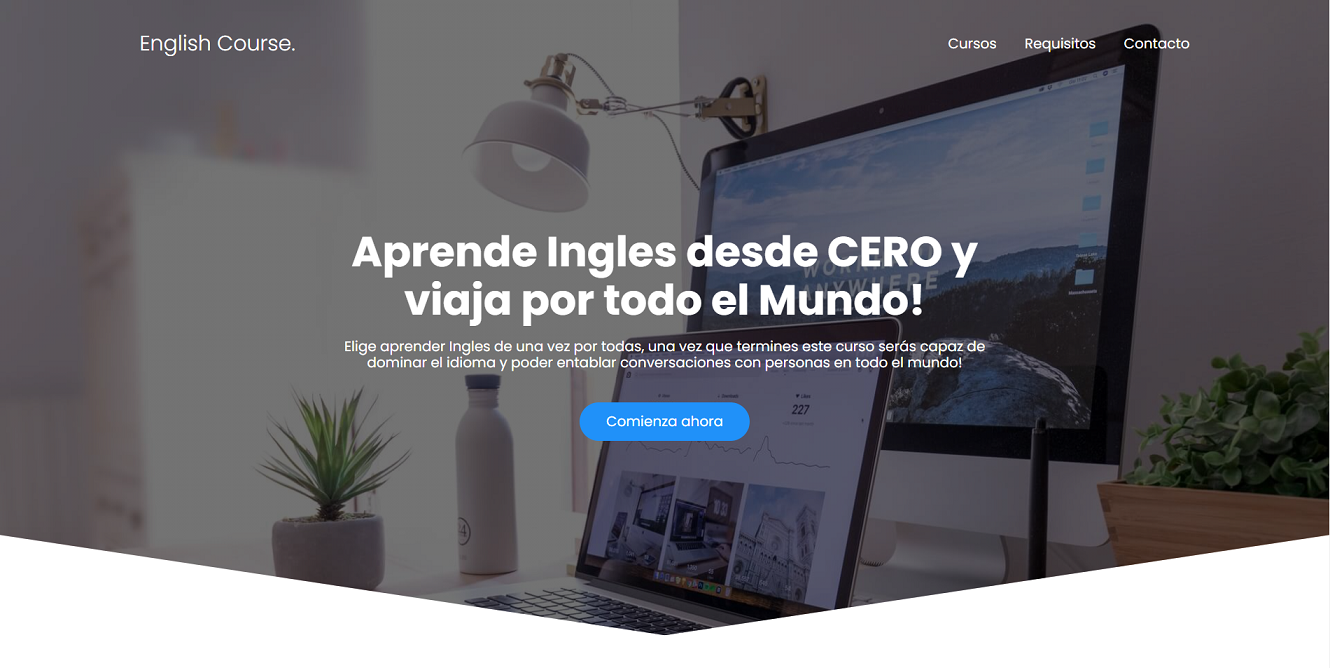 English Course.
Cursos Requisitos Contacto
Aprende Ingles desde CERO y
viaja por todo el Mundo!
Elige aprender Ingles de una vez por todas, una vez que termines este curso serás capaz de
dominar el idioma y poder entablar conversaciones con personas en todo el mundo!
Comienza ahora
ANYWHERE
227